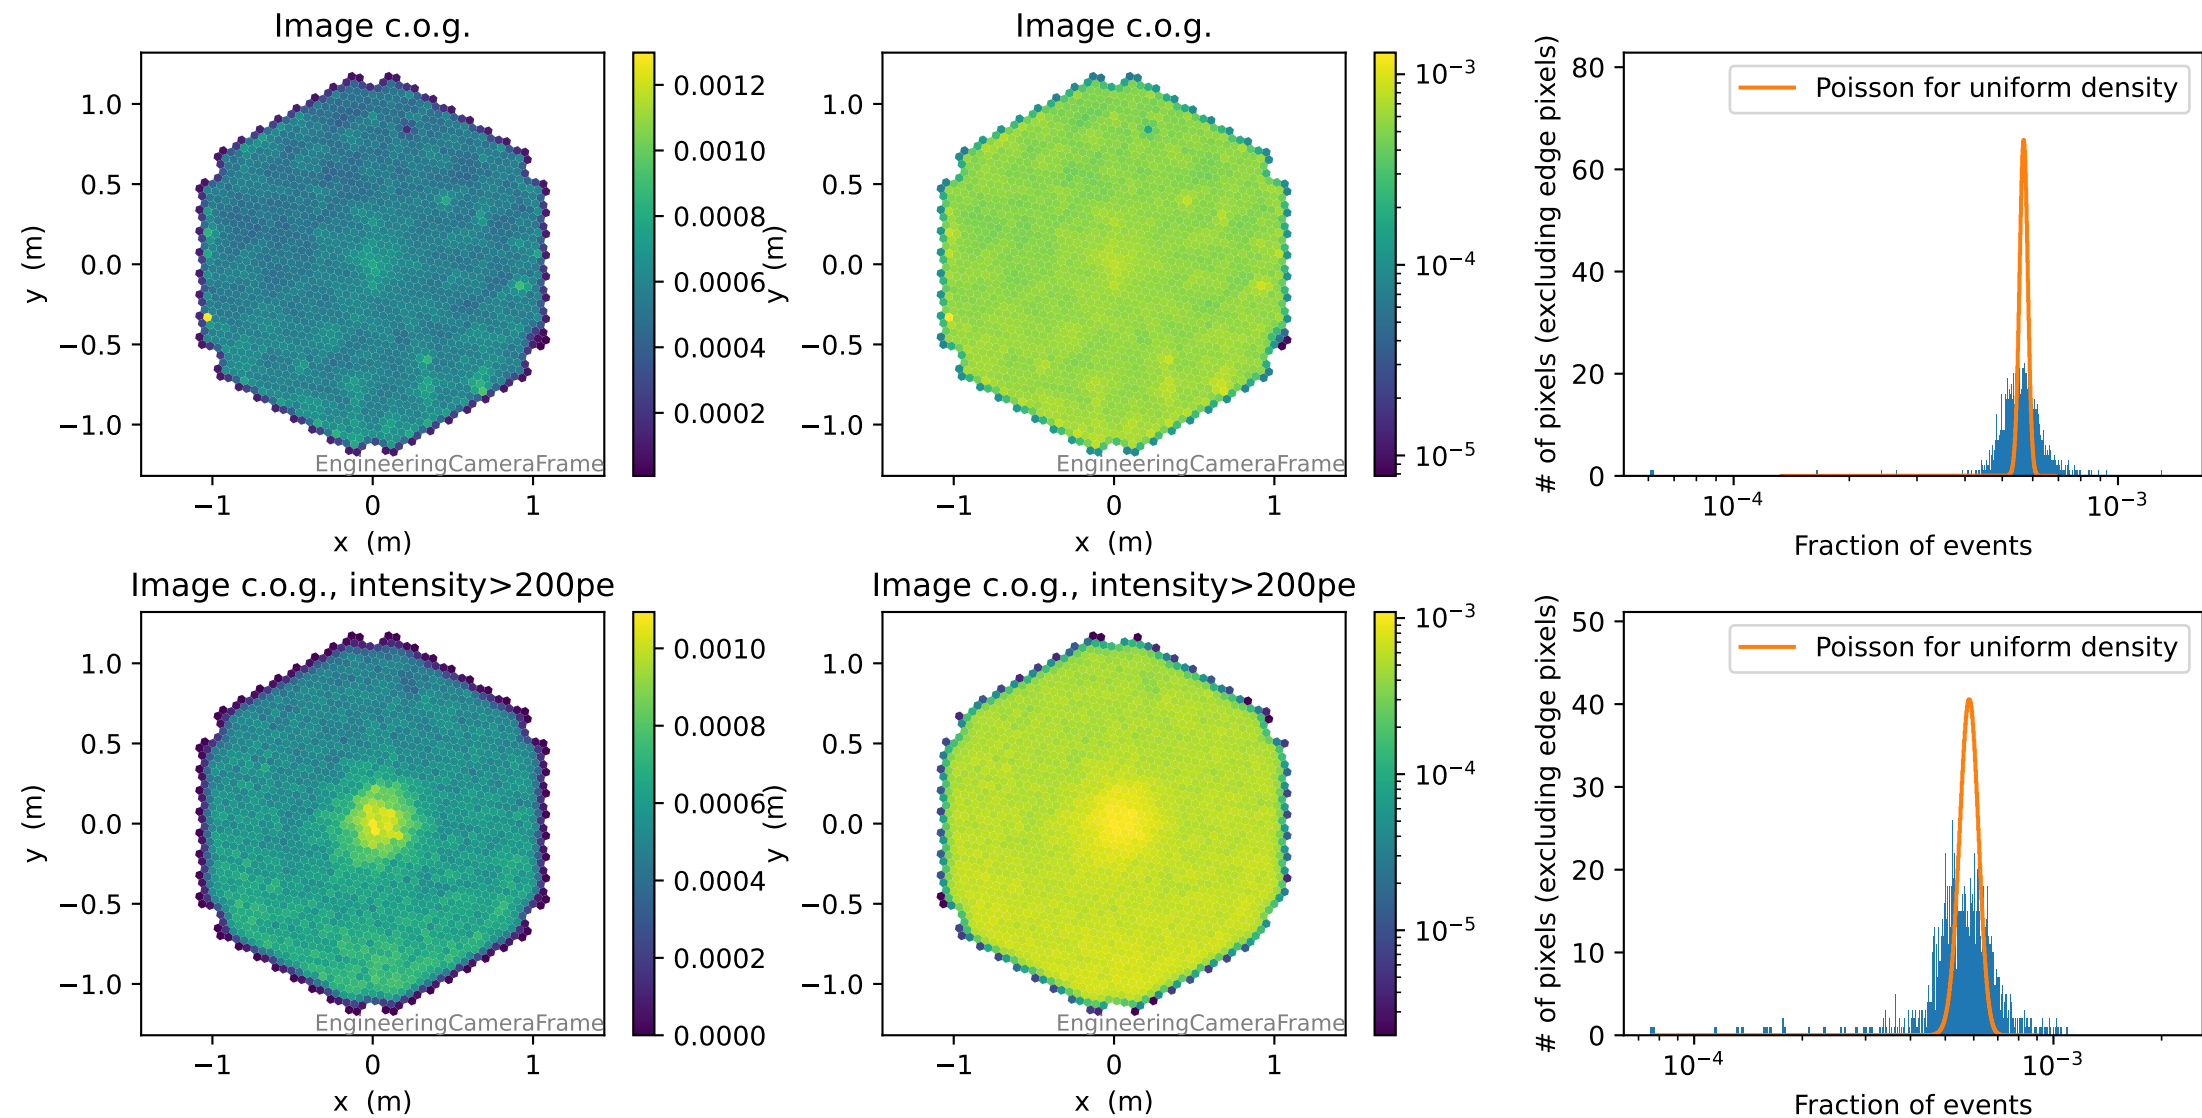 Image c.o.g.
1.0
0.5
0.0
−0.5
−1.0
y (m)
−1
0
1
x (m)
EngineeringCameraFrame
0.0012
0.0010
0.0008
0.0006
0.0004
0.0002
Image c.o.g.
1.0
0.5
0.0
−0.5
−1.0
y (m)
−1
0
1
x (m)
EngineeringCameraFrame
10⁻³
10⁻⁴
10⁻⁵
# of pixels (excluding edge pixels)
80
60
40
20
0
Poisson for uniform density
10⁻⁴
10⁻³
Fraction of events
Image c.o.g., intensity>200pe
1.0
0.5
0.0
−0.5
−1.0
y (m)
−1
0
1
x (m)
EngineeringCameraFrame
0.0010
0.0008
0.0006
0.0004
0.0002
0.0000
Image c.o.g., intensity>200pe
1.0
0.5
0.0
−0.5
−1.0
y (m)
−1
0
1
x (m)
EngineeringCameraFrame
10⁻³
10⁻⁴
10⁻⁵
# of pixels (excluding edge pixels)
50
40
30
20
10
0
Poisson for uniform density
10⁻⁴
10⁻³
Fraction of events